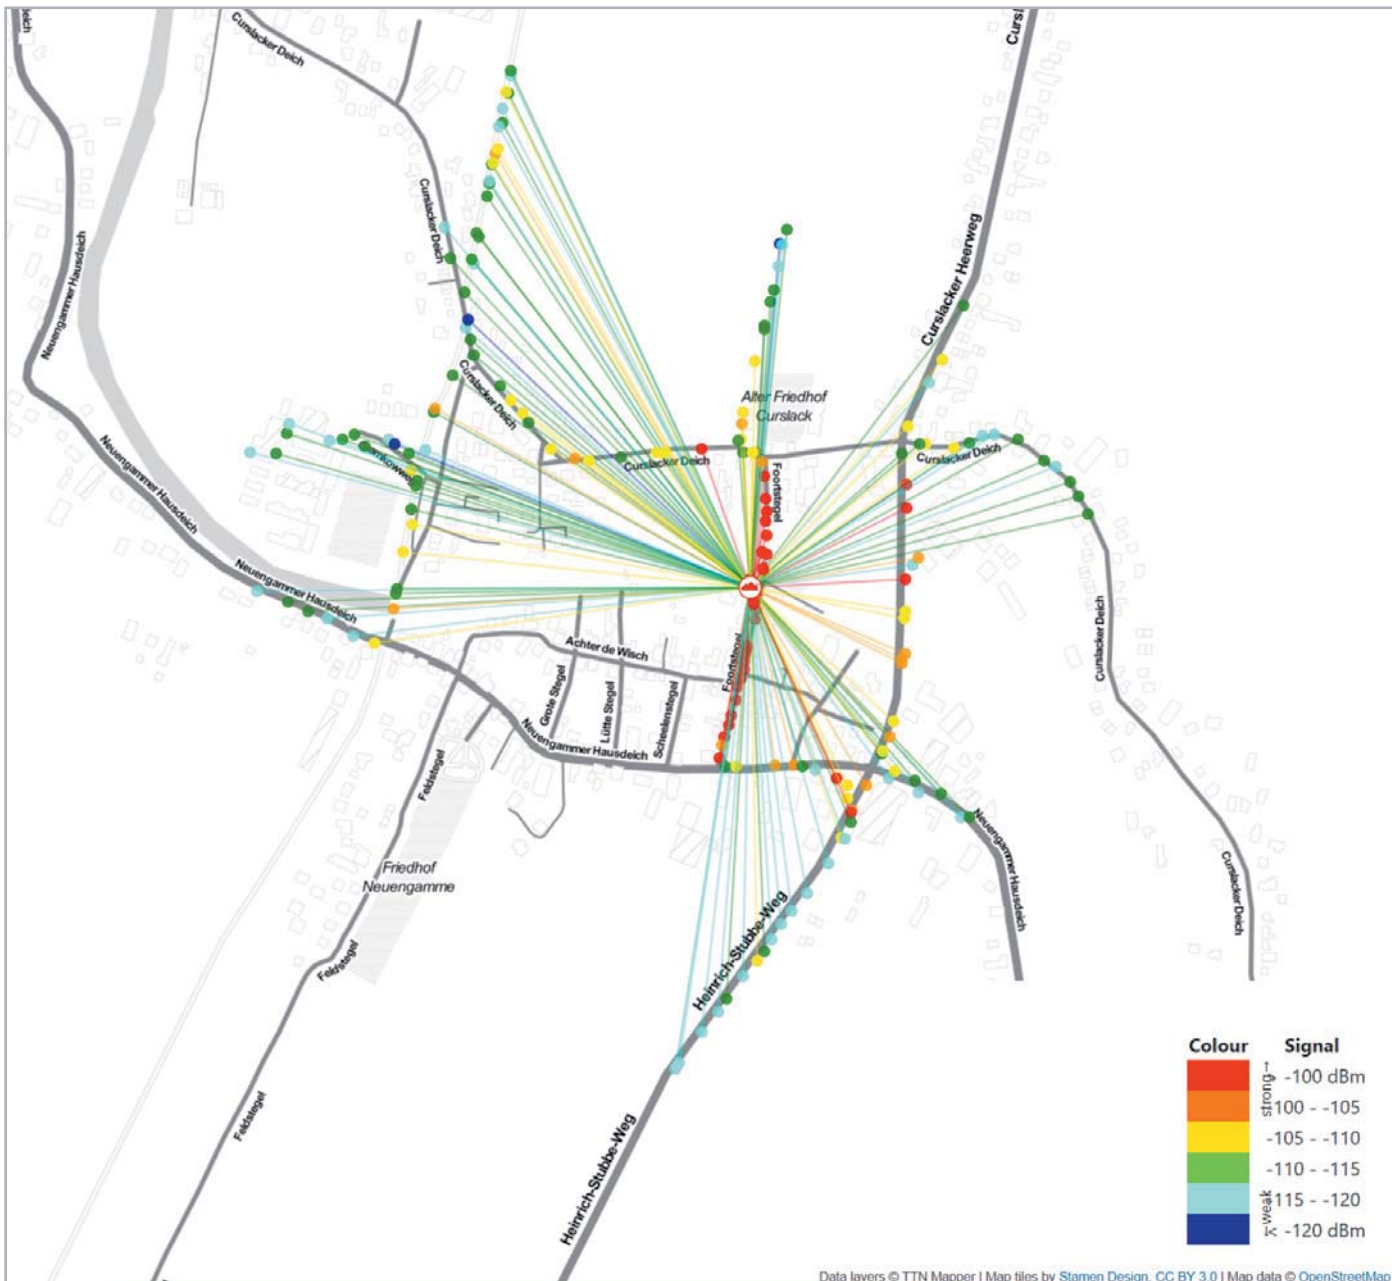 Curslacker Deich
Curslacker Deich
Neuengammer Hausdeich
Curslacker Heerweg
Curslacker Deich
Alter Friedhof
Curslack
Neuengammer Hausdeich
Curslacker Deich
Curslacker Deich
Foortstegel
Neuengammer Hausdeich
Achter de Wisch
Foortstegel
Curslacker Deich
Grote Stegel
Lütte Stegel
Scheelenstegel
Neuengammer Hausdeich
Feldstegel
Friedhof
Neuengamme
Neuengammer Hausdeich
Curslacker Deich
Feldstegel
Heinrich-Stubbe-Weg
Feldstegel
Heinrich-Stubbe-Weg
Colour Signal
strong→
-100 dBm
100 - -105
-105 - -110
-110 - -115
115 - -120
-120 dBm
weak
Data layers © TTN Mapper | Map tiles by Stamen Design, CC BY 3.0 | Map data © OpenStreetMap